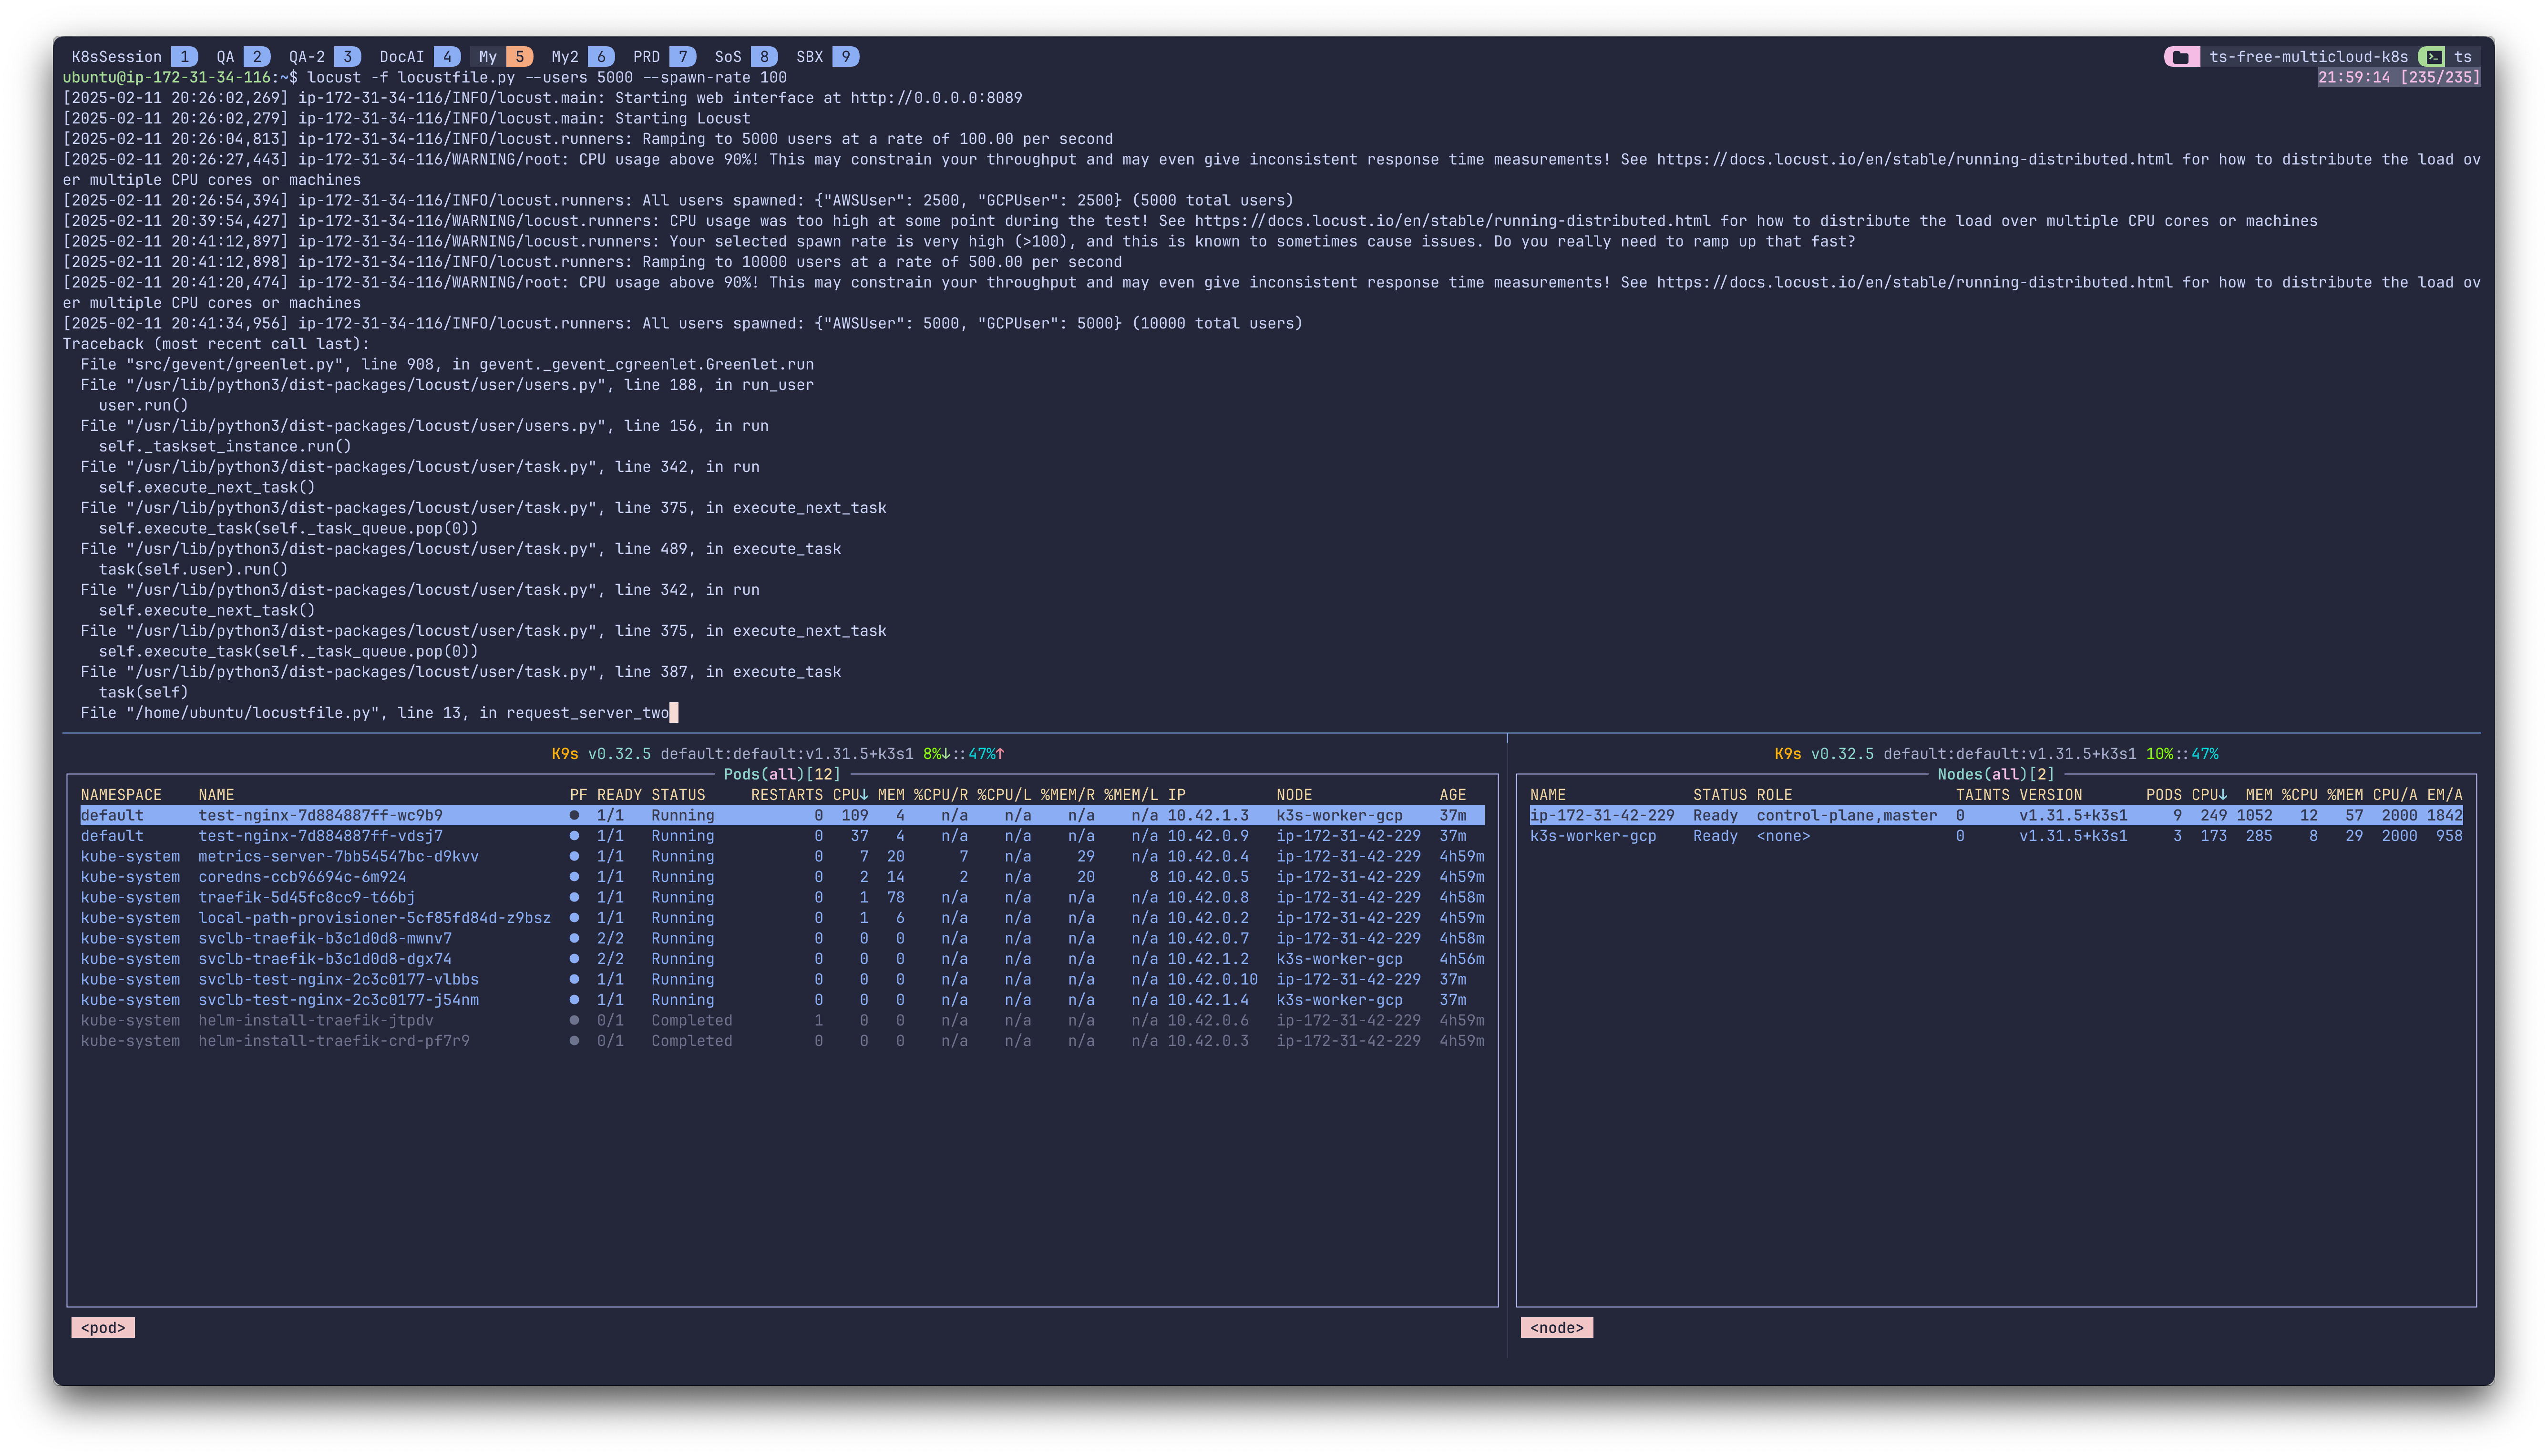 K8sSession 1 QA 2 QA-2 3 DocAI 4 My 5 My2 6 PRD 7 SoS 8 SBX 9 ts-free-multicloud-k8s ts
ubuntu@ip-172-31-34-116:~$ locust -f locustfile.py --users 5000 --spawn-rate 100 21:59:14 [235/235]
[2025-02-11 20:26:02,269] ip-172-31-34-116/INFO/locust.main: Starting web interface at http://0.0.0.0:8089
[2025-02-11 20:26:02,279] ip-172-31-34-116/INFO/locust.main: Starting Locust
[2025-02-11 20:26:04,813] ip-172-31-34-116/INFO/locust.runners: Ramping to 5000 users at a rate of 100.00 per second
[2025-02-11 20:26:27,443] ip-172-31-34-116/WARNING/root: CPU usage above 90%! This may constrain your throughput and may even give inconsistent response time measurements! See https://docs.locust.io/en/stable/running-distributed.html for how to distribute the load ov
er multiple CPU cores or machines
[2025-02-11 20:26:54,394] ip-172-31-34-116/INFO/locust.runners: All users spawned: {"AWSUser": 2500, "GCPUser": 2500} (5000 total users)
[2025-02-11 20:39:54,427] ip-172-31-34-116/WARNING/locust.runners: CPU usage was too high at some point during the test! See https://docs.locust.io/en/stable/running-distributed.html for how to distribute the load over multiple CPU cores or machines
[2025-02-11 20:41:12,897] ip-172-31-34-116/WARNING/locust.runners: Your selected spawn rate is very high (>100), and this is known to sometimes cause issues. Do you really need to ramp up that fast?
[2025-02-11 20:41:12,898] ip-172-31-34-116/INFO/locust.runners: Ramping to 10000 users at a rate of 500.00 per second
[2025-02-11 20:41:20,474] ip-172-31-34-116/WARNING/root: CPU usage above 90%! This may constrain your throughput and may even give inconsistent response time measurements! See https://docs.locust.io/en/stable/running-distributed.html for how to distribute the load ov
er multiple CPU cores or machines
[2025-02-11 20:41:34,956] ip-172-31-34-116/INFO/locust.runners: All users spawned: {"AWSUser": 5000, "GCPUser": 5000} (10000 total users)
Traceback (most recent call last):
  File "src/gevent/greenlet.py", line 908, in gevent._gevent_cgreenlet.Greenlet.run
  File "/usr/lib/python3/dist-packages/locust/user/users.py", line 188, in run_user
    user.run()
  File "/usr/lib/python3/dist-packages/locust/user/users.py", line 156, in run
    self._taskset_instance.run()
  File "/usr/lib/python3/dist-packages/locust/user/task.py", line 342, in run
    self.execute_next_task()
  File "/usr/lib/python3/dist-packages/locust/user/task.py", line 375, in execute_next_task
    self.execute_task(self._task_queue.pop(0))
  File "/usr/lib/python3/dist-packages/locust/user/task.py", line 489, in execute_task
    task(self.user).run()
  File "/usr/lib/python3/dist-packages/locust/user/task.py", line 342, in run
    self.execute_next_task()
  File "/usr/lib/python3/dist-packages/locust/user/task.py", line 375, in execute_next_task
    self.execute_task(self._task_queue.pop(0))
  File "/usr/lib/python3/dist-packages/locust/user/task.py", line 387, in execute_task
    task(self)
  File "/home/ubuntu/locustfile.py", line 13, in request_server_two
K9s v0.32.5 default:default:v1.31.5+k3s1 8%↓::47%↑
Pods(all)[12]
NAMESPACE NAME PF READY STATUS RESTARTS CPU↓ MEM %CPU/R %CPU/L %MEM/R %MEM/L IP NODE AGE
default test-nginx-7d884887ff-wc9b9 ● 1/1 Running 0 109 4 n/a n/a n/a n/a 10.42.1.3 k3s-worker-gcp 37m
default test-nginx-7d884887ff-vdsj7 ● 1/1 Running 0 37 4 n/a n/a n/a n/a 10.42.0.9 ip-172-31-42-229 37m
kube-system metrics-server-7bb54547bc-d9kvv ● 1/1 Running 0 7 20 7 n/a 29 n/a 10.42.0.4 ip-172-31-42-229 4h59m
kube-system coredns-ccb96694c-6m924 ● 1/1 Running 0 2 14 2 n/a 20 8 10.42.0.5 ip-172-31-42-229 4h59m
kube-system traefik-5d45fc8cc9-t66bj ● 1/1 Running 0 1 78 n/a n/a n/a n/a 10.42.0.8 ip-172-31-42-229 4h58m
kube-system local-path-provisioner-5cf85fd84d-z9bsz ● 1/1 Running 0 1 6 n/a n/a n/a n/a 10.42.0.2 ip-172-31-42-229 4h59m
kube-system svclb-traefik-b3c1d0d8-mwnv7 ● 2/2 Running 0 0 0 n/a n/a n/a n/a 10.42.0.7 ip-172-31-42-229 4h58m
kube-system svclb-traefik-b3c1d0d8-dgx74 ● 2/2 Running 0 0 0 n/a n/a n/a n/a 10.42.1.2 k3s-worker-gcp 4h56m
kube-system svclb-test-nginx-2c3c0177-vlbbs ● 1/1 Running 0 0 0 n/a n/a n/a n/a 10.42.0.10 ip-172-31-42-229 37m
kube-system svclb-test-nginx-2c3c0177-j54nm ● 1/1 Running 0 0 0 n/a n/a n/a n/a 10.42.1.4 k3s-worker-gcp 37m
kube-system helm-install-traefik-jtpdv ● 0/1 Completed 1 0 0 n/a n/a n/a n/a 10.42.0.6 ip-172-31-42-229 4h59m
kube-system helm-install-traefik-crd-pf7r9 ● 0/1 Completed 0 0 0 n/a n/a n/a n/a 10.42.0.3 ip-172-31-42-229 4h59m
<pod>
K9s v0.32.5 default:default:v1.31.5+k3s1 10%::47%
Nodes(all)[2]
NAME STATUS ROLE TAINTS VERSION PODS CPU↓ MEM %CPU %MEM CPU/A EM/A
ip-172-31-42-229 Ready control-plane,master 0 v1.31.5+k3s1 9 249 1052 12 57 2000 1842
k3s-worker-gcp Ready <none> 0 v1.31.5+k3s1 3 173 285 8 29 2000 958
<node>